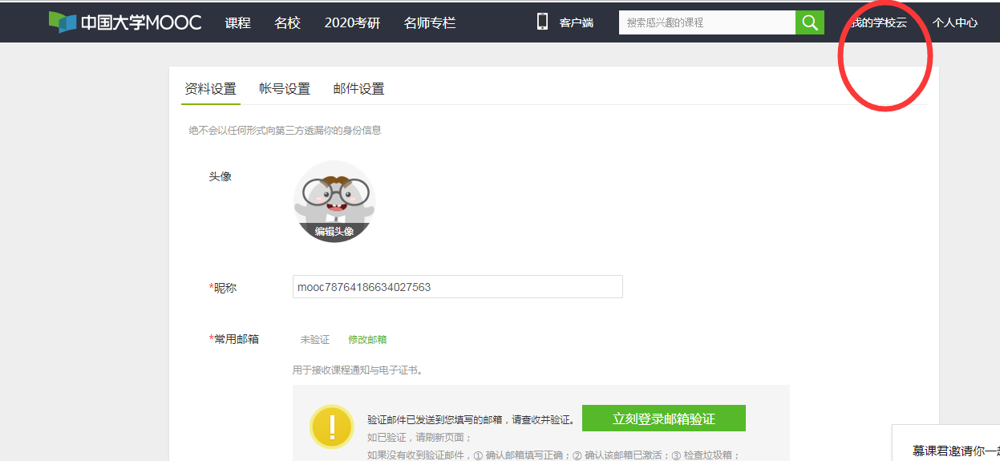 中国大学MOOC 课程 名校 2020考研 名师专栏 客户端 搜索感兴趣的课程 我的学校云 个人中心
资料设置 帐号设置 邮件设置
绝不会以任何形式向第三方透漏你的身份信息
头像
编辑头像
*昵称 mooc78764186634027563
*常用邮箱 未验证 修改邮箱
用于接收课程通知与电子证书。
验证邮件已发送到您填写的邮箱，请查收并验证。 立刻登录邮箱验证
如已验证，请刷新页面；
如果没有收到验证邮件，① 确认邮箱填写正确；② 确认该邮箱已激活；③ 检查垃圾箱；
慕课君邀请你一起